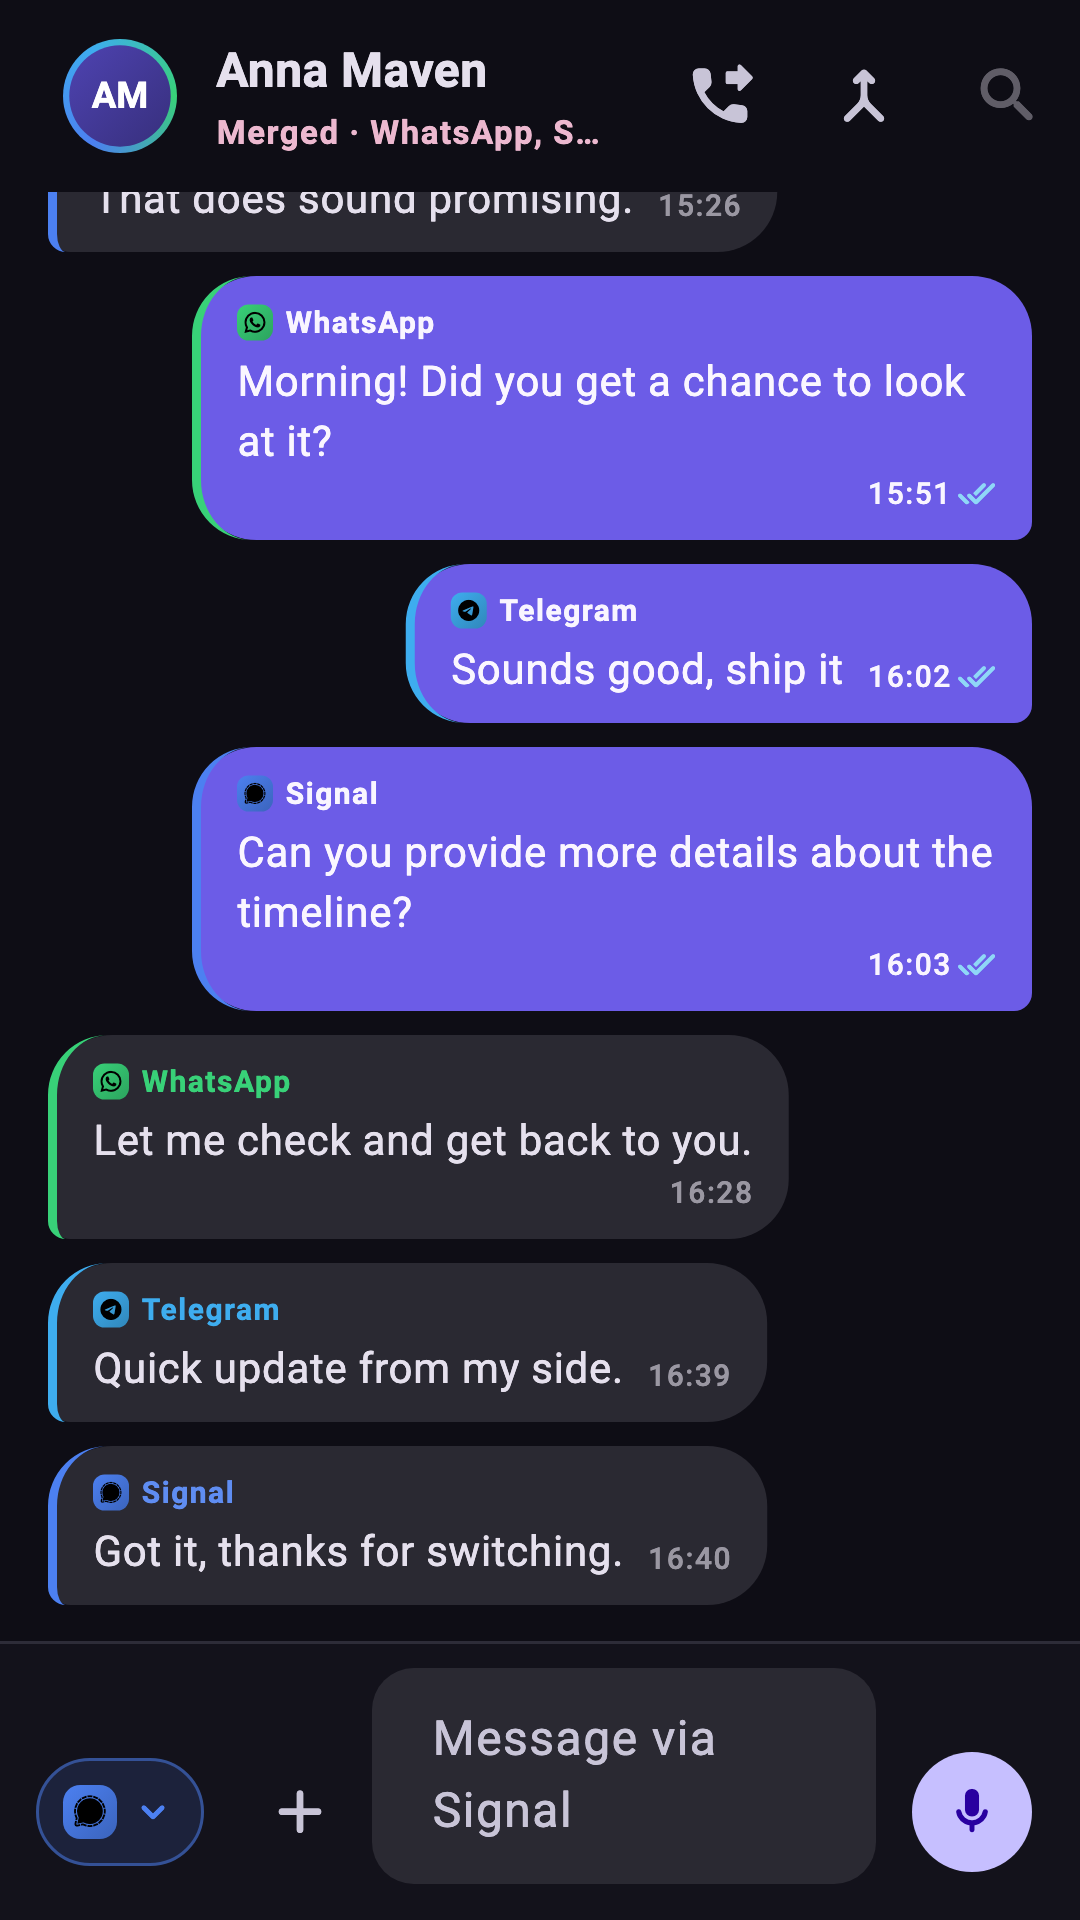 AM
Anna Maven
Merged · WhatsApp, S...
That does sound promising. 15:26
WhatsApp
Morning! Did you get a chance to look
at it?
15:51
Telegram
Sounds good, ship it 16:02
Signal
Can you provide more details about the
timeline?
16:03
WhatsApp
Let me check and get back to you.
16:28
Telegram
Quick update from my side. 16:39
Signal
Got it, thanks for switching. 16:40
Message via
Signal